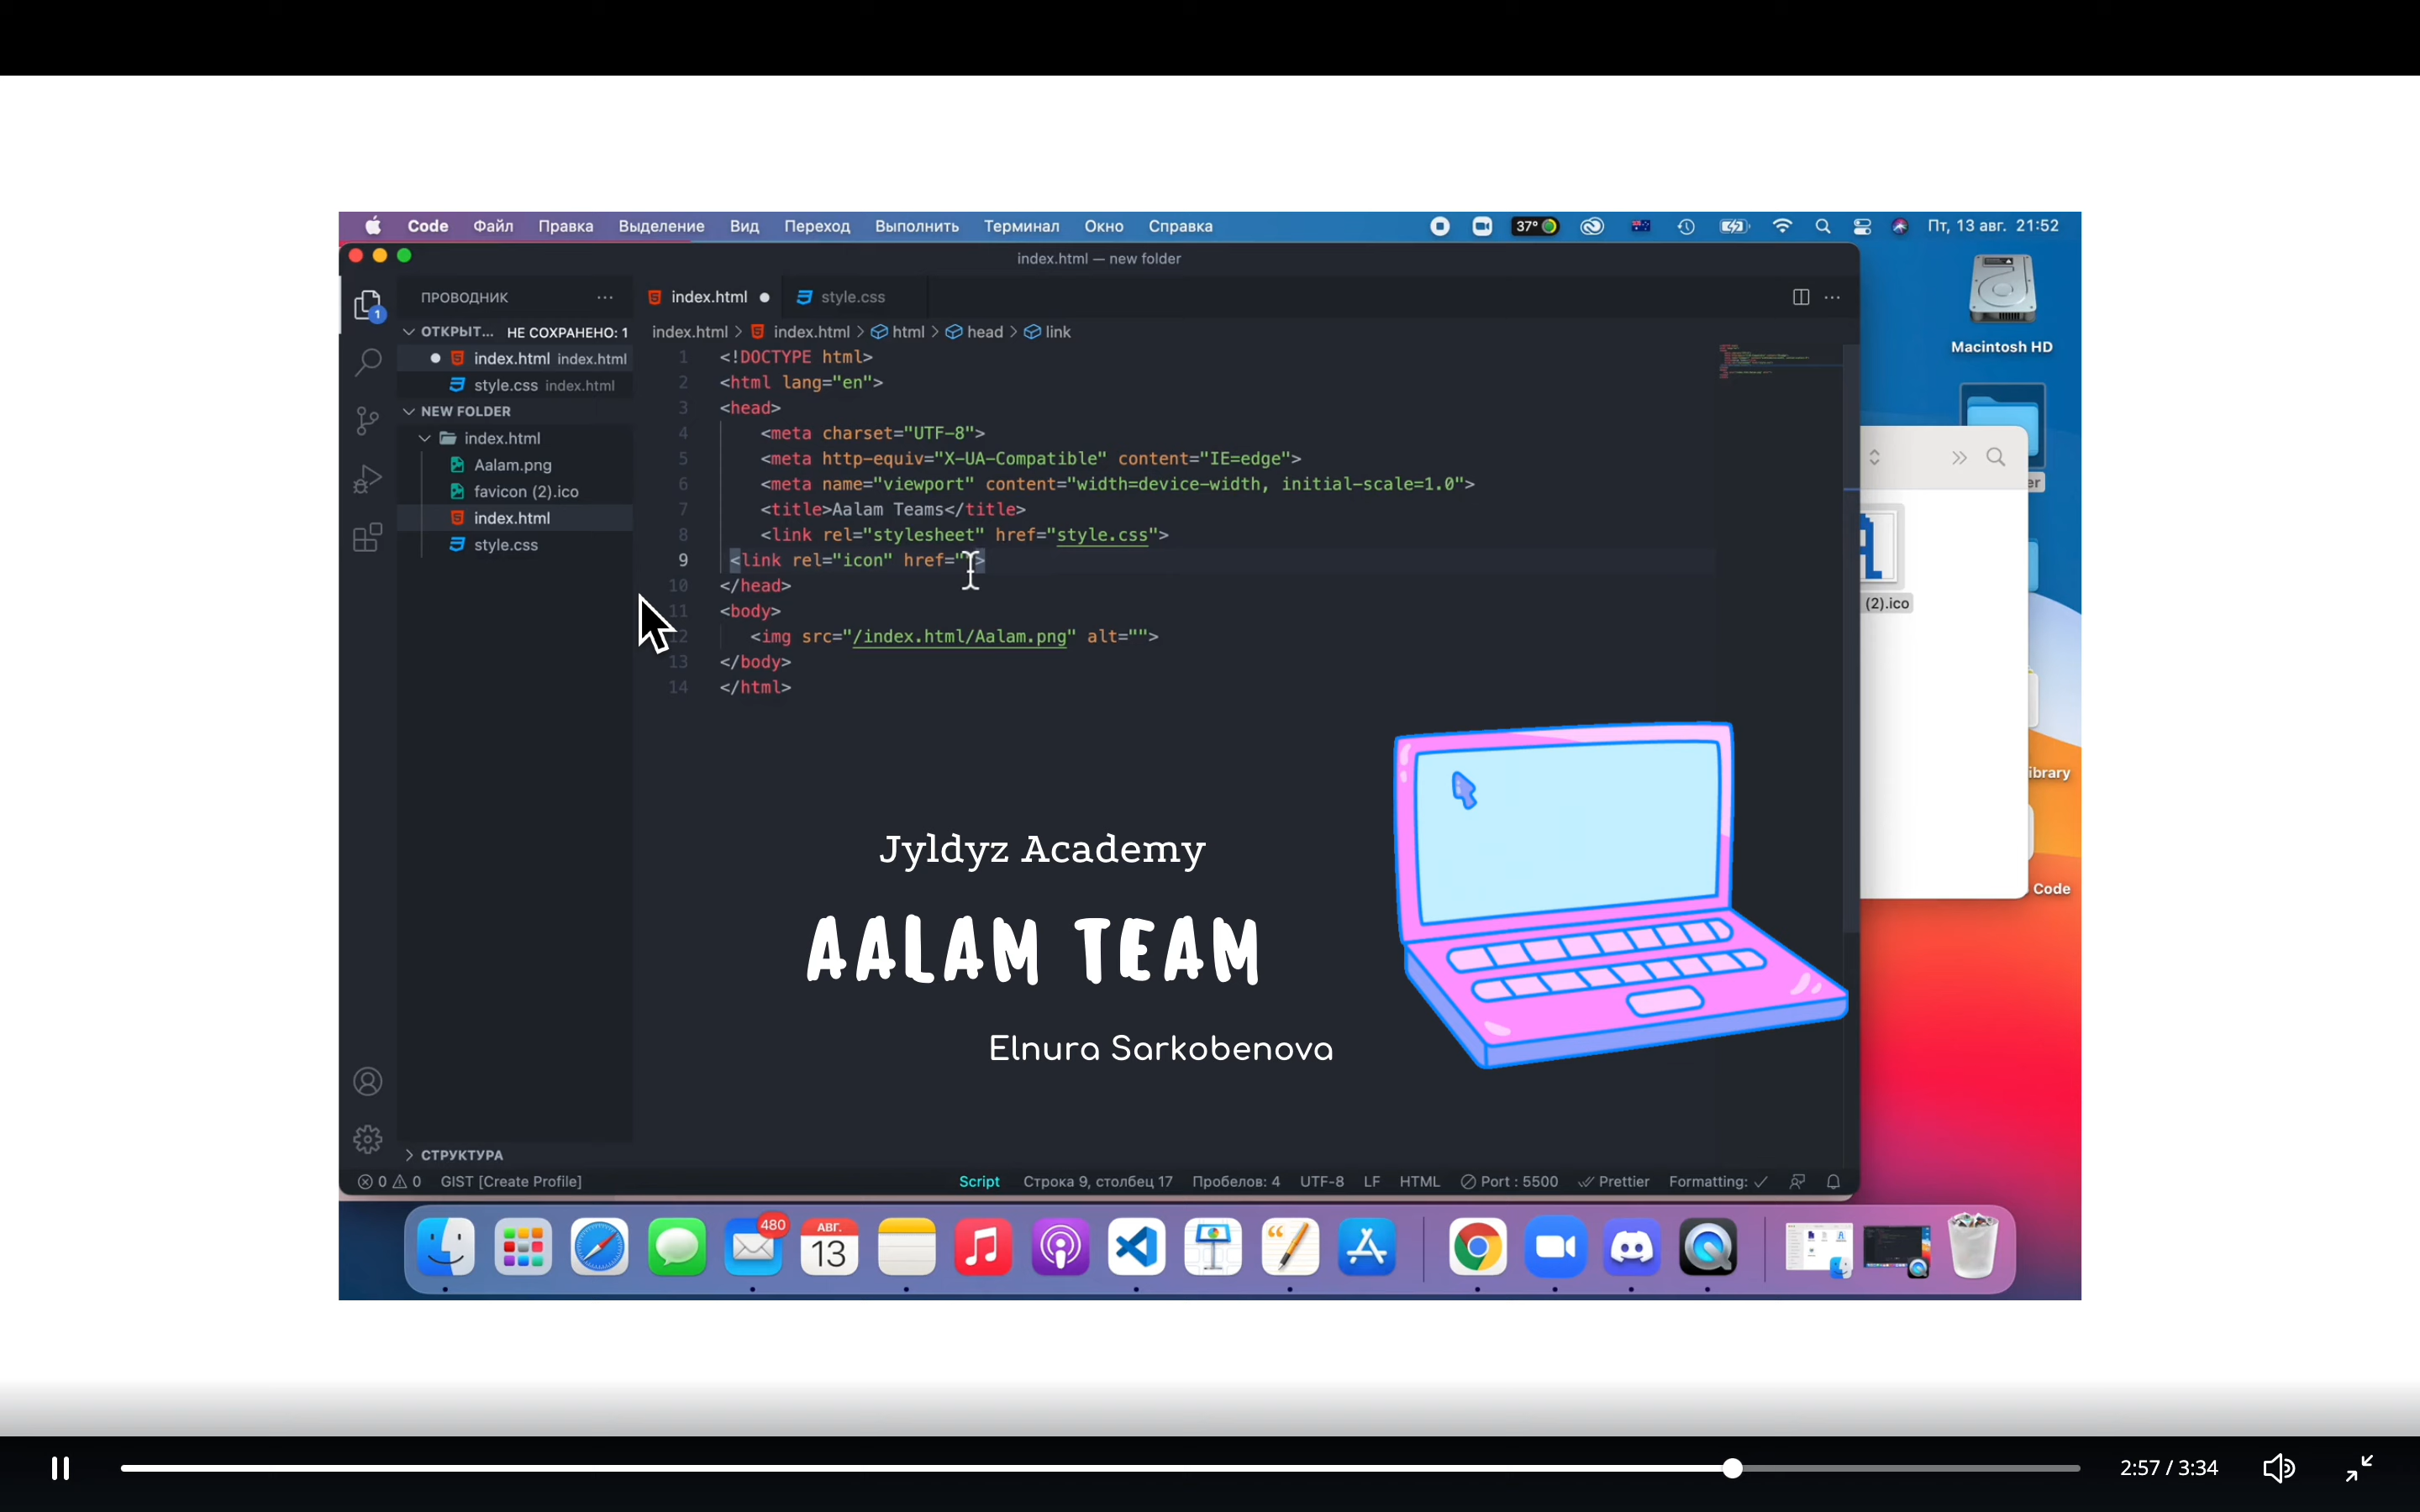 Code Файл Правка Выделение Вид Переход Выполнить Терминал Окно Справка 37° Пт, 13 авг. 21:52
index.html — new folder
Macintosh HD
ПРОВОДНИК ···
index.html
style.css
ОТКРЫТ... НЕ СОХРАНЕНО: 1
index.html > index.html > html > head > link
index.html index.html
style.css index.html
NEW FOLDER
index.html
Aalam.png
favicon (2).ico
index.html
style.css
1
1 <!DOCTYPE html>
2 <html lang="en">
3 <head>
4 <meta charset="UTF-8">
5 <meta http-equiv="X-UA-Compatible" content="IE=edge">
6 <meta name="viewport" content="width=device-width, initial-scale=1.0">
7 <title>Aalam Teams</title>
8 <link rel="stylesheet" href="style.css">
9 <link rel="icon" href="">
10 </head>
11 <body>
12 <img src="/index.html/Aalam.png" alt="">
13 </body>
14 </html>
er
(2).ico
ibrary
Code
Jyldyz Academy
AALAM TEAM
Elnura Sarkobenova
СТРУКТУРА
0 0 GIST [Create Profile] Script Строка 9, столбец 17 Пробелов: 4 UTF-8 LF HTML Port : 5500 Prettier Formatting: ✓
480
АВГ.
13
2:57 / 3:34